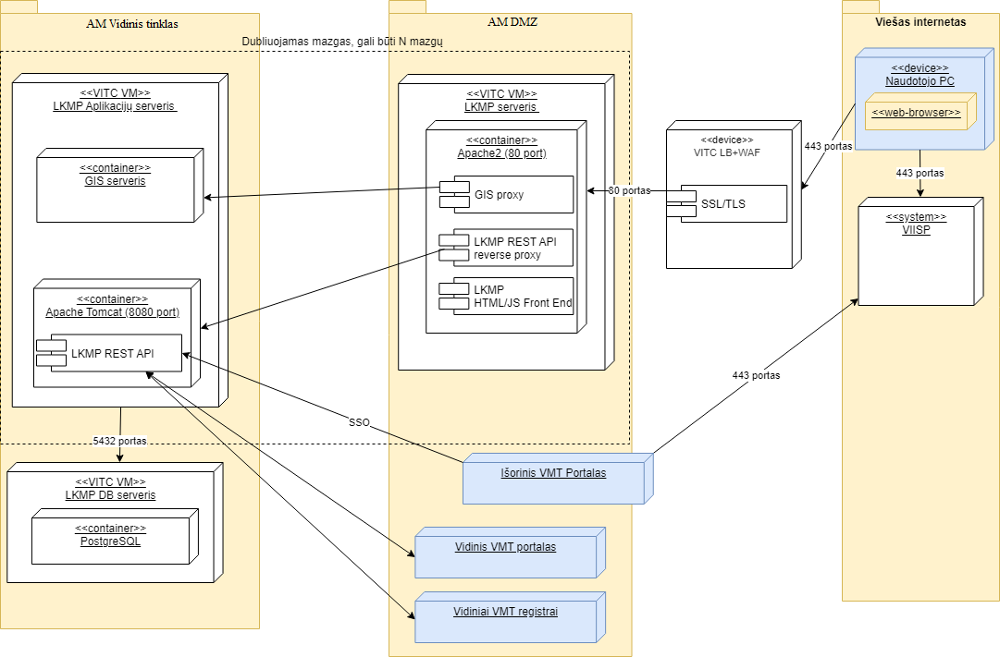 AM Vidinis tinklas
AM DMZ
Viešas internetas
Dubliuojamas mazgas, gali būti N mazgų
<<VITC VM>>
LKMP Aplikacijų serveris
<<container>>
GIS serveris
<<container>>
Apache Tomcat (8080 port)
LKMP REST API
5432 portas
<<VITC VM>>
LKMP DB serveris
<<container>>
PostgreSQL
<<VITC VM>>
LKMP serveris
<<container>>
Apache2 (80 port)
GIS proxy
LKMP REST API
reverse proxy
LKMP
HTML/JS Front End
80 portas
<<device>>
VITC LB+WAF
SSL/TLS
443 portas
<<device>>
Naudotojo PC
<<web-browser>>
443 portas
<<system>>
VIISP
443 portas
SSO
Išorinis VMT Portalas
Vidinis VMT portalas
Vidiniai VMT registrai